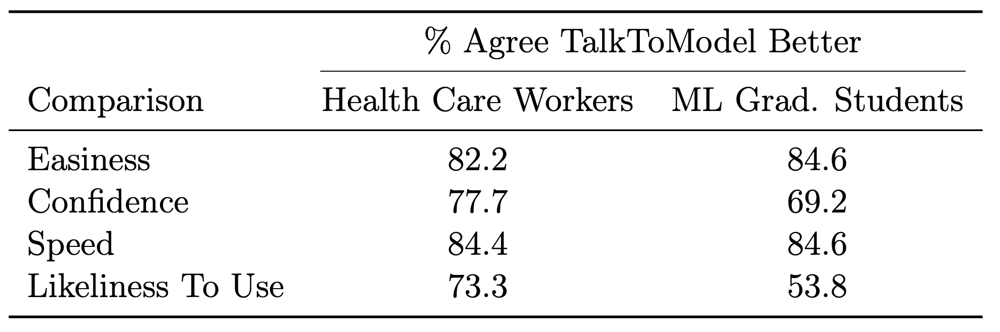 % Agree TalkToModel Better
Comparison Health Care Workers ML Grad. Students
Easiness 82.2 84.6
Confidence 77.7 69.2
Speed 84.4 84.6
Likeliness To Use 73.3 53.8